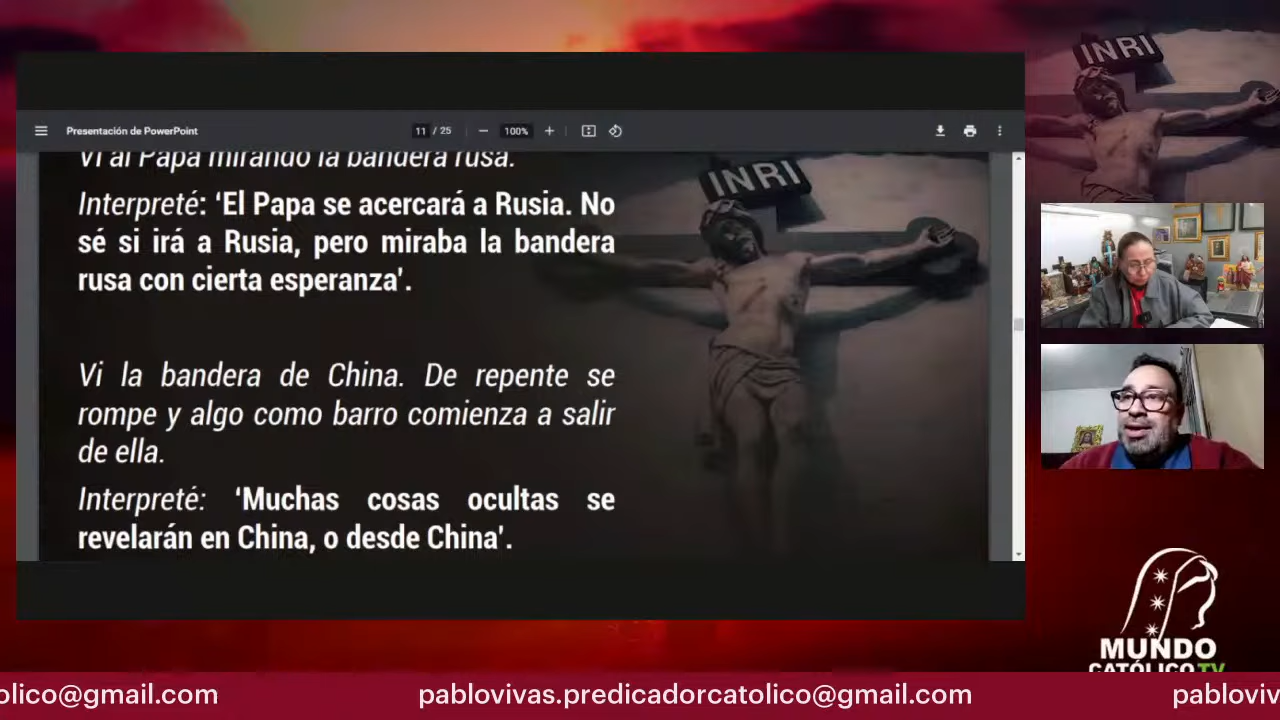 INRI
Presentación de PowerPoint
11 / 25
100%
Vi al Papa mirando la bandera rusa.
INRI
Interpreté: ‘El Papa se acercará a Rusia. No
sé si irá a Rusia, pero miraba la bandera
rusa con cierta esperanza’.
Vi la bandera de China. De repente se
rompe y algo como barro comienza a salir
de ella.
Interpreté: ‘Muchas cosas ocultas se
revelarán en China, o desde China’.
MUNDO
CATÓLICO TV
olico@gmail.com pablovivas.predicadorcatolico@gmail.com pabloviv